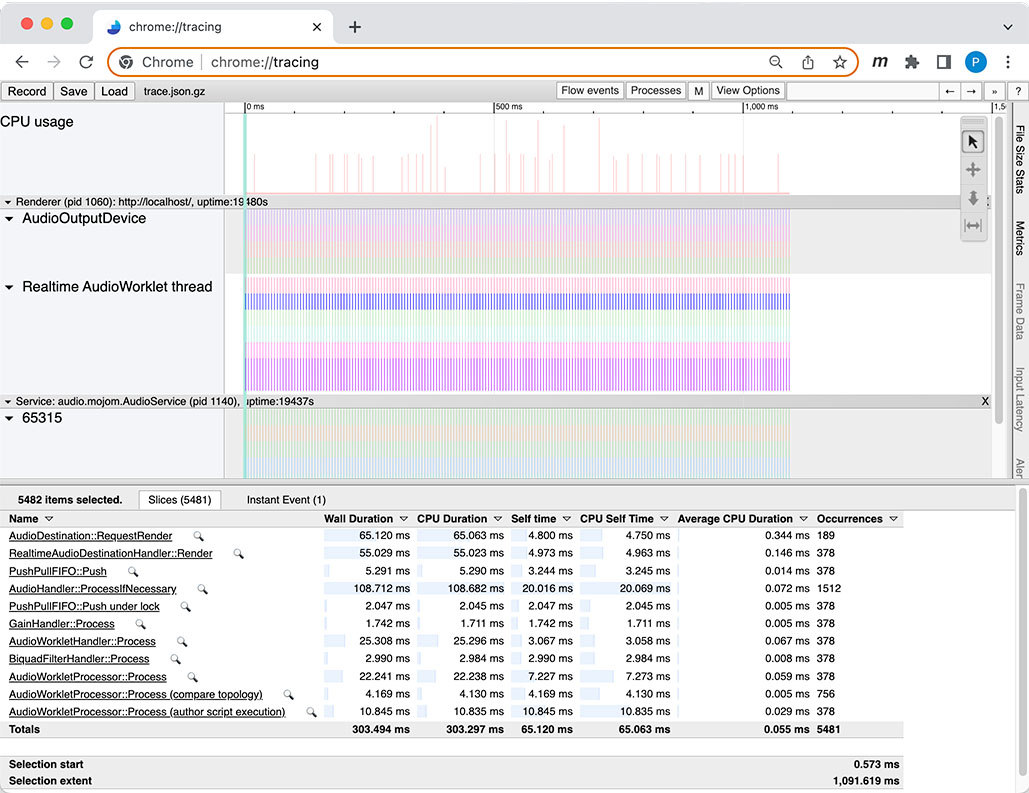 chrome://tracing
Chrome chrome://tracing m P
Record Save Load trace.json.gz Flow events Processes M View Options ← → » ?
0 ms 500 ms 1,000 ms 1,5
CPU usage
Renderer (pid 1060): http://localhost/, uptime:19480s
AudioOutputDevice
Realtime AudioWorklet thread
Service: audio.mojom.AudioService (pid 1140), uptime:19437s X
65315
File Size Stats
Metrics
Frame Data
Input Latency
Aler
5482 items selected. Slices (5481) Instant Event (1)
Name Wall Duration CPU Duration Self time CPU Self Time Average CPU Duration Occurrences
AudioDestination::RequestRender 65.120 ms 65.063 ms 4.800 ms 4.750 ms 0.344 ms 189
RealtimeAudioDestinationHandler::Render 55.029 ms 55.023 ms 4.973 ms 4.963 ms 0.146 ms 378
PushPullFIFO::Push 5.291 ms 5.290 ms 3.244 ms 3.245 ms 0.014 ms 378
AudioHandler::ProcessIfNecessary 108.712 ms 108.682 ms 20.016 ms 20.069 ms 0.072 ms 1512
PushPullFIFO::Push under lock 2.047 ms 2.045 ms 2.047 ms 2.045 ms 0.005 ms 378
GainHandler::Process 1.742 ms 1.711 ms 1.742 ms 1.711 ms 0.005 ms 378
AudioWorkletHandler::Process 25.308 ms 25.296 ms 3.067 ms 3.058 ms 0.067 ms 378
BiquadFilterHandler::Process 2.990 ms 2.984 ms 2.990 ms 2.984 ms 0.008 ms 378
AudioWorkletProcessor::Process 22.241 ms 22.238 ms 7.227 ms 7.273 ms 0.059 ms 378
AudioWorkletProcessor::Process (compare topology) 4.169 ms 4.130 ms 4.169 ms 4.130 ms 0.005 ms 756
AudioWorkletProcessor::Process (author script execution) 10.845 ms 10.835 ms 10.845 ms 10.835 ms 0.029 ms 378
Totals 303.494 ms 303.297 ms 65.120 ms 65.063 ms 0.055 ms 5481
Selection start 0.573 ms
Selection extent 1,091.619 ms